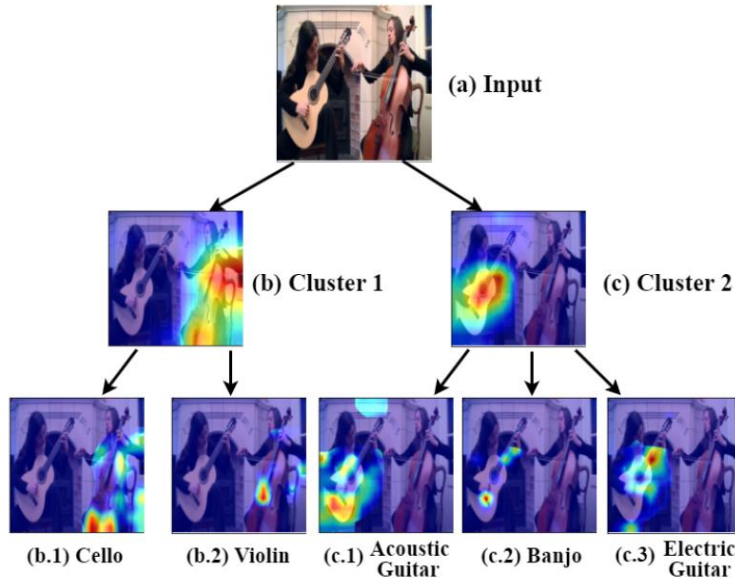 (a) Input
(b) Cluster 1
(c) Cluster 2
(b.1) Cello
(b.2) Violin
(c.1) Acoustic
Guitar
(c.2) Banjo
(c.3) Electric
Guitar